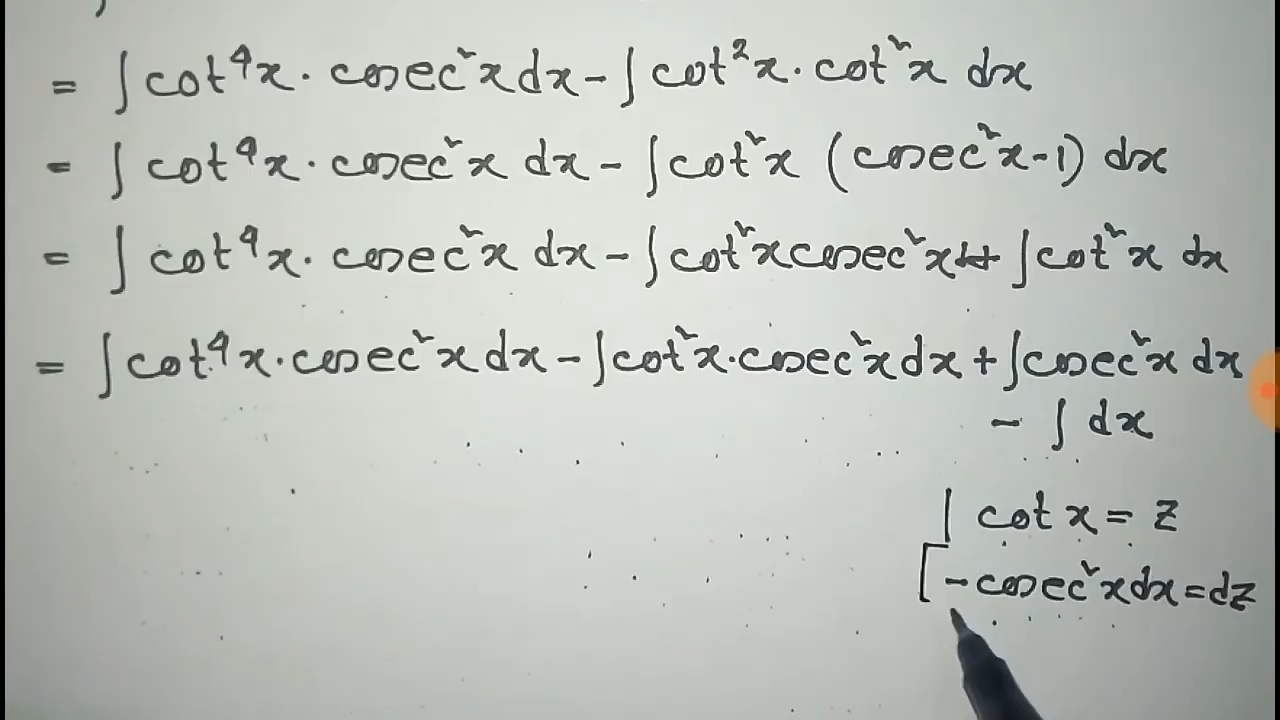 = ∫ cot⁴x · cosec²x dx - ∫ cot²x · cot²x dx
= ∫ cot⁴x · cosec²x dx - ∫ cot²x (cosec²x-1) dx
= ∫ cot⁴x · cosec²x dx - ∫ cot²x cosec²x + ∫ cot²x dx
= ∫ cot⁴x · cosec²x dx - ∫ cot²x · cosec²x dx + ∫ cosec²x dx
- ∫ dx
cot x = z
-cosec²x dx = dz